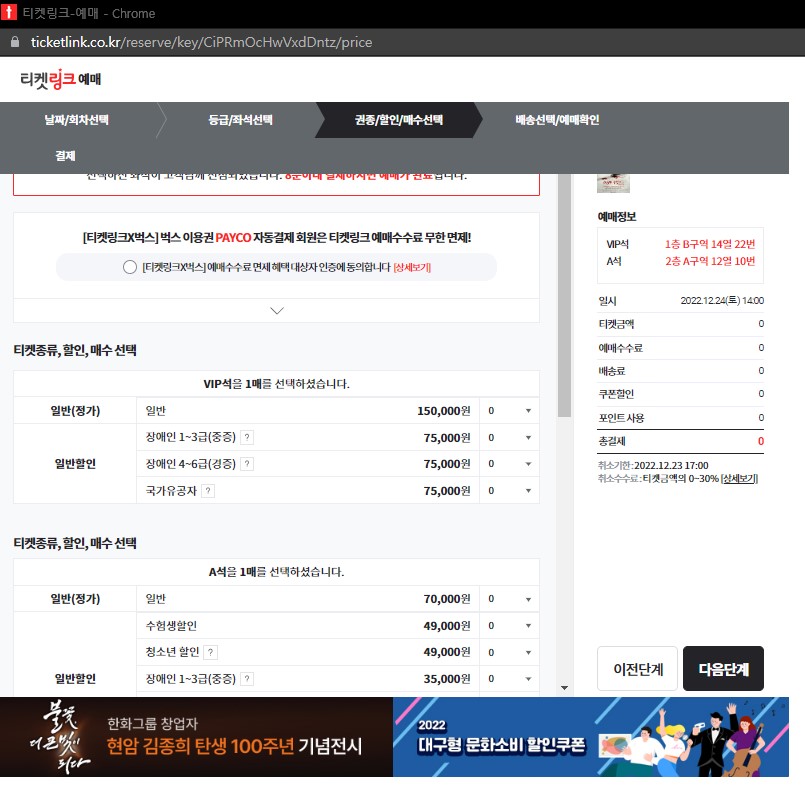 티켓링크-예매 - Chrome
ticketlink.co.kr/reserve/key/CiPRmOcHwVxdDntz/price
티켓링크 예매
날짜/회차선택
등급/좌석선택
권종/할인/매수선택
배송선택/예매확인
결제
선택하신 좌석이 고객님께 선점되었습니다. 8분이내 결제하시면 예매가 완료됩니다.
[티켓링크X벅스] 벅스 이용권 PAYCO 자동결제 회원은 티켓링크 예매수수료 무한 면제!
[티켓링크X벅스] 예매수수료 면제 혜택 대상자 인증에 동의합니다 [상세보기]
티켓종류, 할인, 매수 선택
VIP석을 1매를 선택하셨습니다.
일반(정가) 일반 150,000원 0
일반할인
장애인 1~3급(중증) ? 75,000원 0
장애인 4~6급(경증) ? 75,000원 0
국가유공자 ? 75,000원 0
티켓종류, 할인, 매수 선택
A석을 1매를 선택하셨습니다.
일반(정가) 일반 70,000원 0
수험생할인 49,000원 0
청소년 할인 ? 49,000원 0
일반할인 장애인 1~3급(중증) ? 35,000원 0
예매정보
VIP석 1층 B구역 14열 22번
A석 2층 A구역 12열 10번
일시 2022.12.24(토) 14:00
티켓금액 0
예매수수료 0
배송료 0
쿠폰할인 0
포인트 사용 0
총결제 0
취소기한:2022.12.23 17:00
취소수수료:티켓금액의 0~30% [상세보기]
이전단계
다음단계
불꽃
더 큰 빛이
되다
한화그룹 창업자
현암 김종희 탄생 100주년 기념전시
2022
대구형 문화소비 할인쿠폰